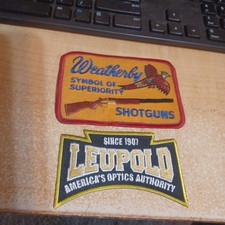 Weatherby
SYMBOL OF
SUPERIORITY
SHOTGUNS
SINCE 1907
LEUPOLD
AMERICA'S OPTICS AUTHORITY